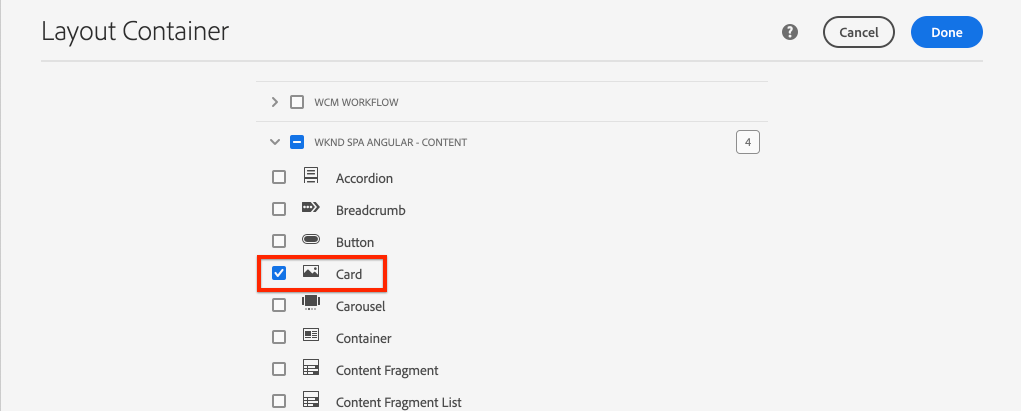 Layout Container
?
Cancel
Done
WCM WORKFLOW
WKND SPA ANGULAR - CONTENT
4
Accordion
Breadcrumb
Button
Card
Carousel
Container
Content Fragment
Content Fragment List